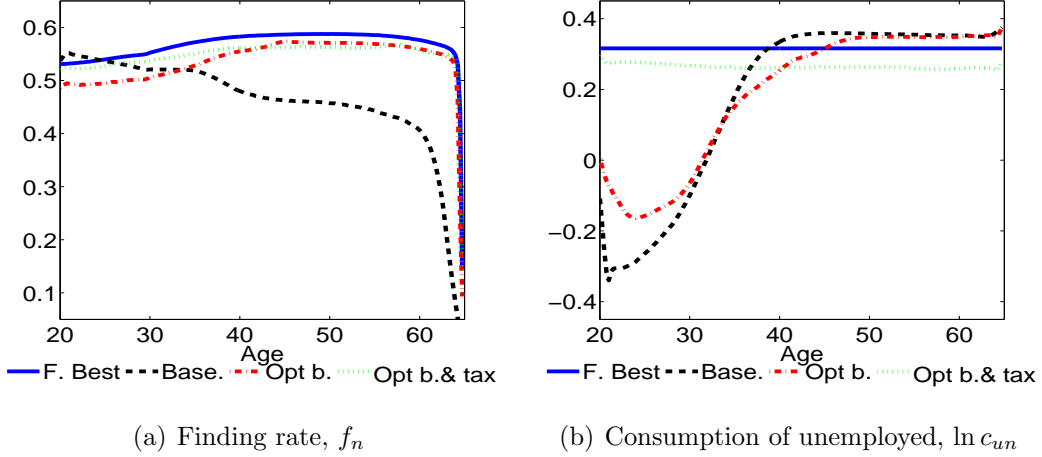 0.6
0.5
0.4
0.3
0.2
0.1
20 30 40 50 60
Age
F. Best Base. Opt b. Opt b.& tax
(a) Finding rate, fn
0.4
0.2
0
−0.2
−0.4
20 30 40 50 60
Age
F. Best Base. Opt b. Opt b.& tax
(b) Consumption of unemployed, ln cun